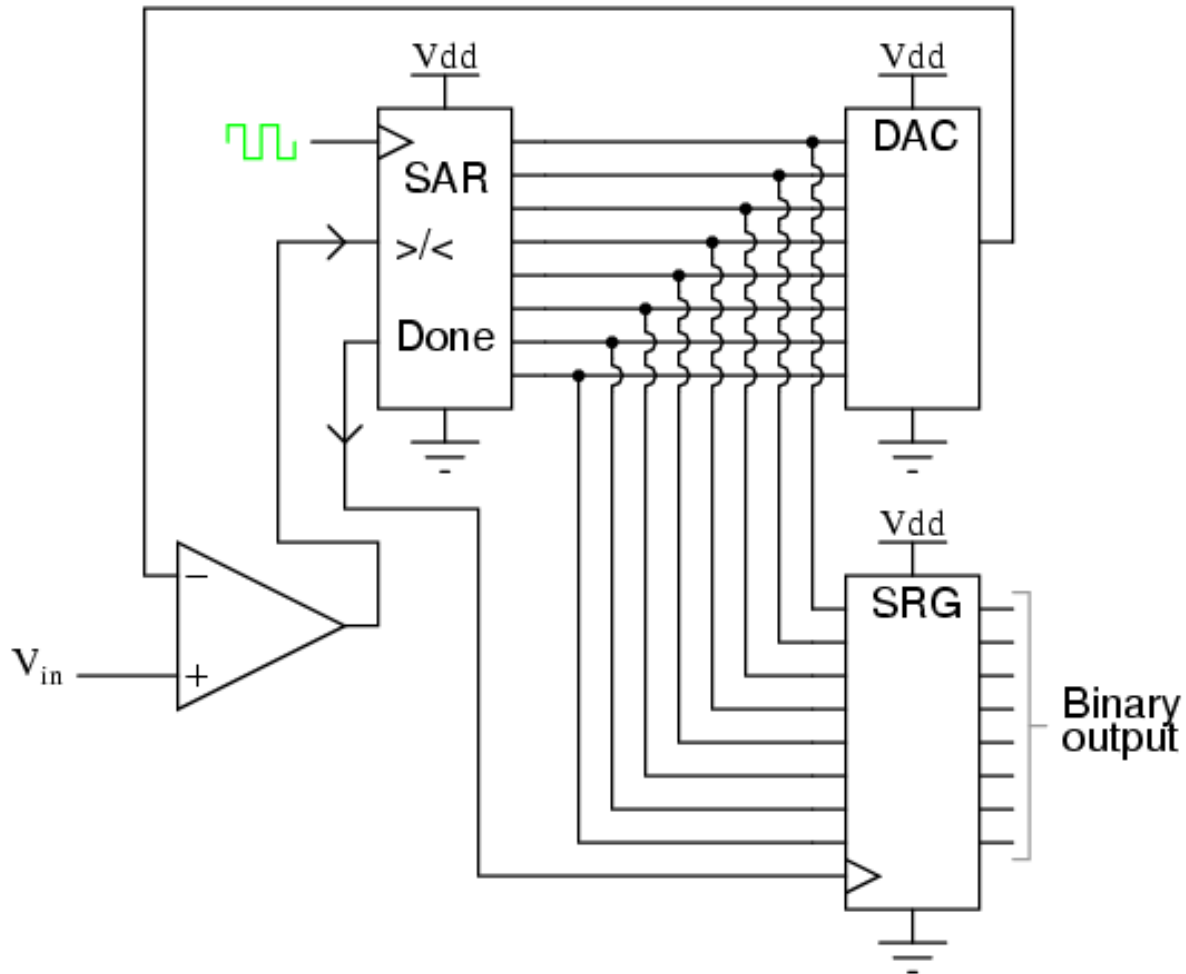 Vdd
Vdd
DAC
SAR
>/<
Done
Vdd
SRG
−
+
Vin
Binary
output